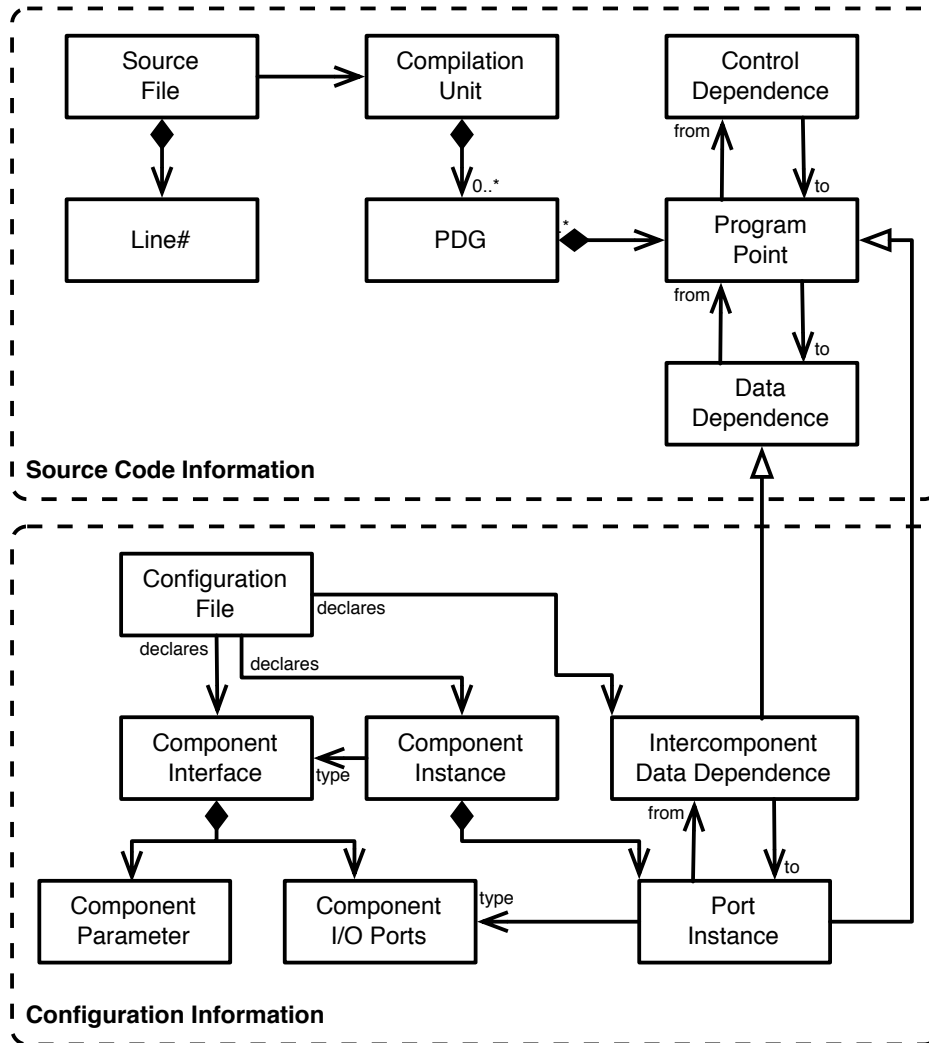 Source
File
Compilation
Unit
Control
Dependence
from
to
0..*
Line#
PDG
.*
Program
Point
from
to
Data
Dependence
Source Code Information
Configuration
File
declares
declares
declares
Component
Interface
type
Component
Instance
Intercomponent
Data Dependence
from
to
Component
Parameter
Component
I/O Ports
type
Port
Instance
Configuration Information